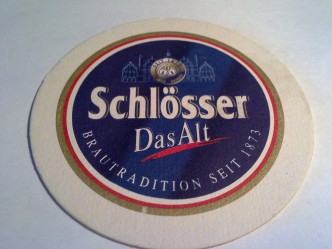 Schlösser
Das Alt
BRAUTRADITION SEIT 1873